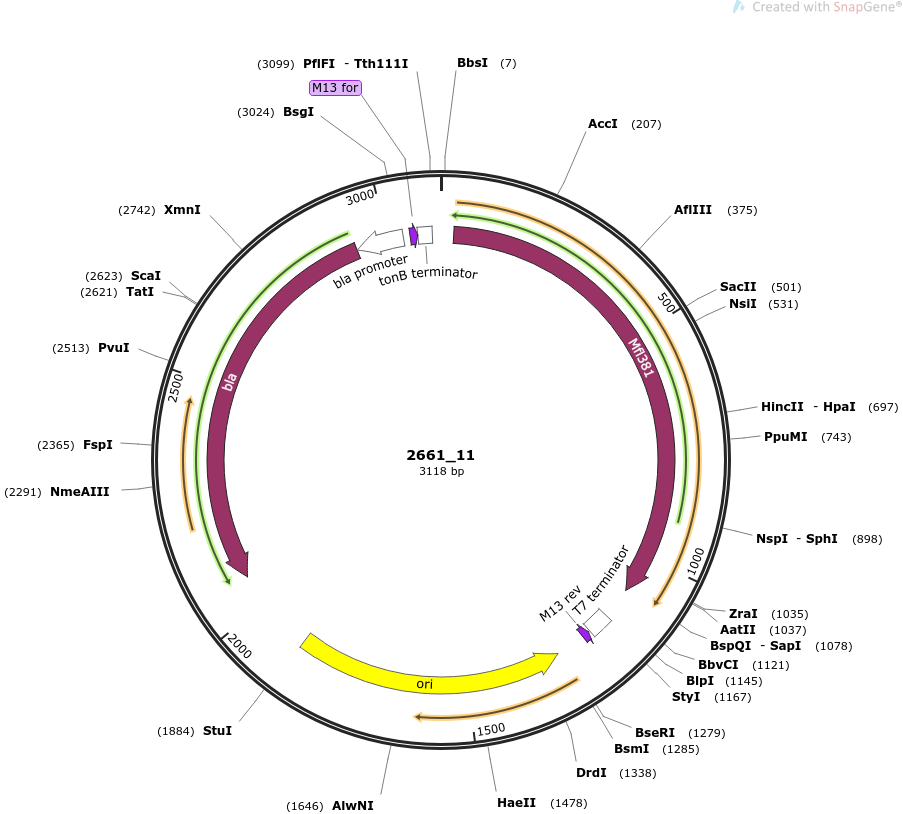 Created with SnapGene®
(3099) PflFI - Tth111I
BbsI (7)
M13 for
(3024) BsgI
AccI (207)
3000
(2742) XmnI
AflIII (375)
bla promoter
tonB terminator
(2623) ScaI
(2621) TatI
SacII (501)
NsiI (531)
500
(2513) PvuI
Mfl381
2500
bla
HincII - HpaI (697)
PpuMI (743)
(2365) FspI
2661_11
3118 bp
(2291) NmeAIII
NspI - SphI (898)
1000
M13 rev
T7 terminator
ZraI (1035)
AatII (1037)
BspQI - SapI (1078)
2000
BbvCI (1121)
BlpI (1145)
StyI (1167)
ori
(1884) StuI
1500
BseRI (1279)
BsmI (1285)
DrdI (1338)
(1646) AlwNI
HaeII (1478)